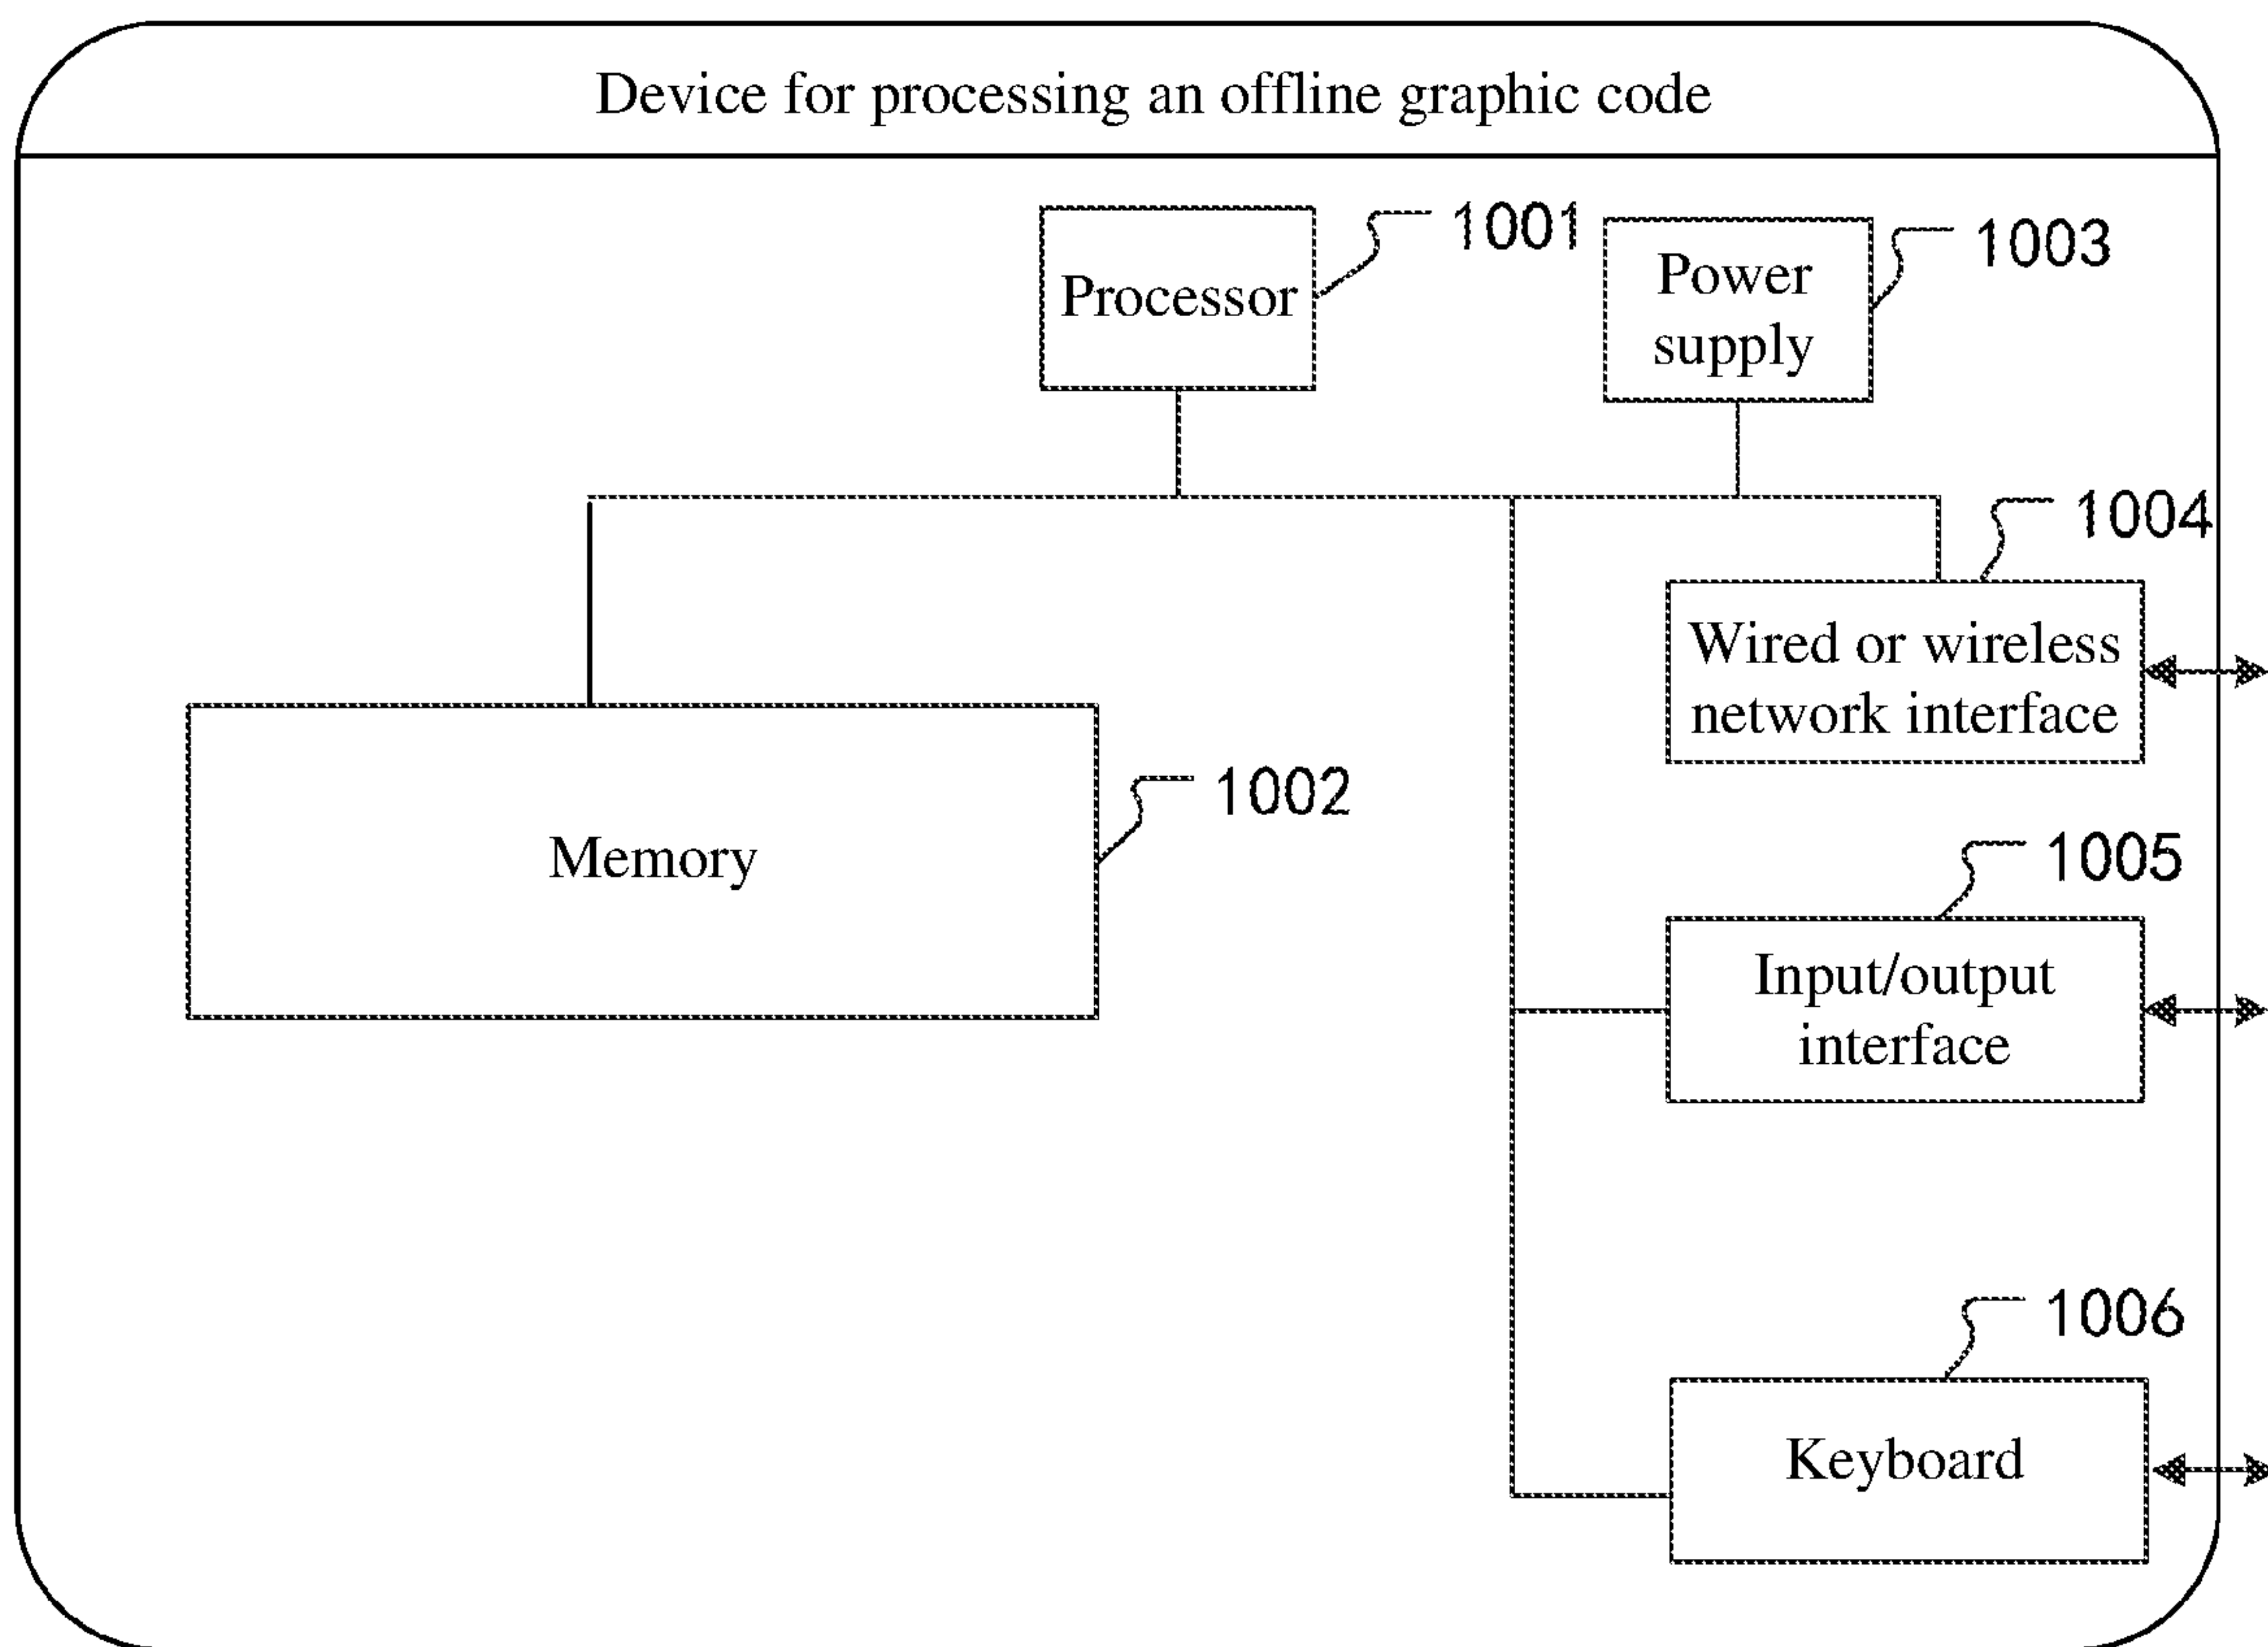 Device for processing an offline graphic code
1001
Processor
1003
Power
supply
1004
Wired or wireless
network interface
1002
Memory
1005
Input/output
interface
1006
Keyboard